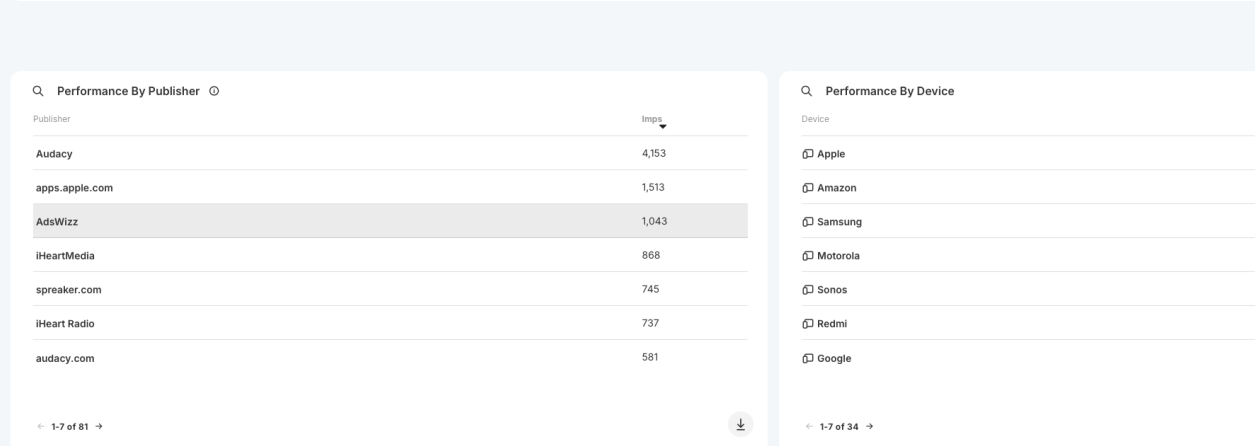 Performance By Publisher
Publisher Imps
Audacy 4,153
apps.apple.com 1,513
AdsWizz 1,043
iHeartMedia 868
spreaker.com 745
iHeart Radio 737
audacy.com 581
1-7 of 81
Performance By Device
Device
Apple
Amazon
Samsung
Motorola
Sonos
Redmi
Google
1-7 of 34